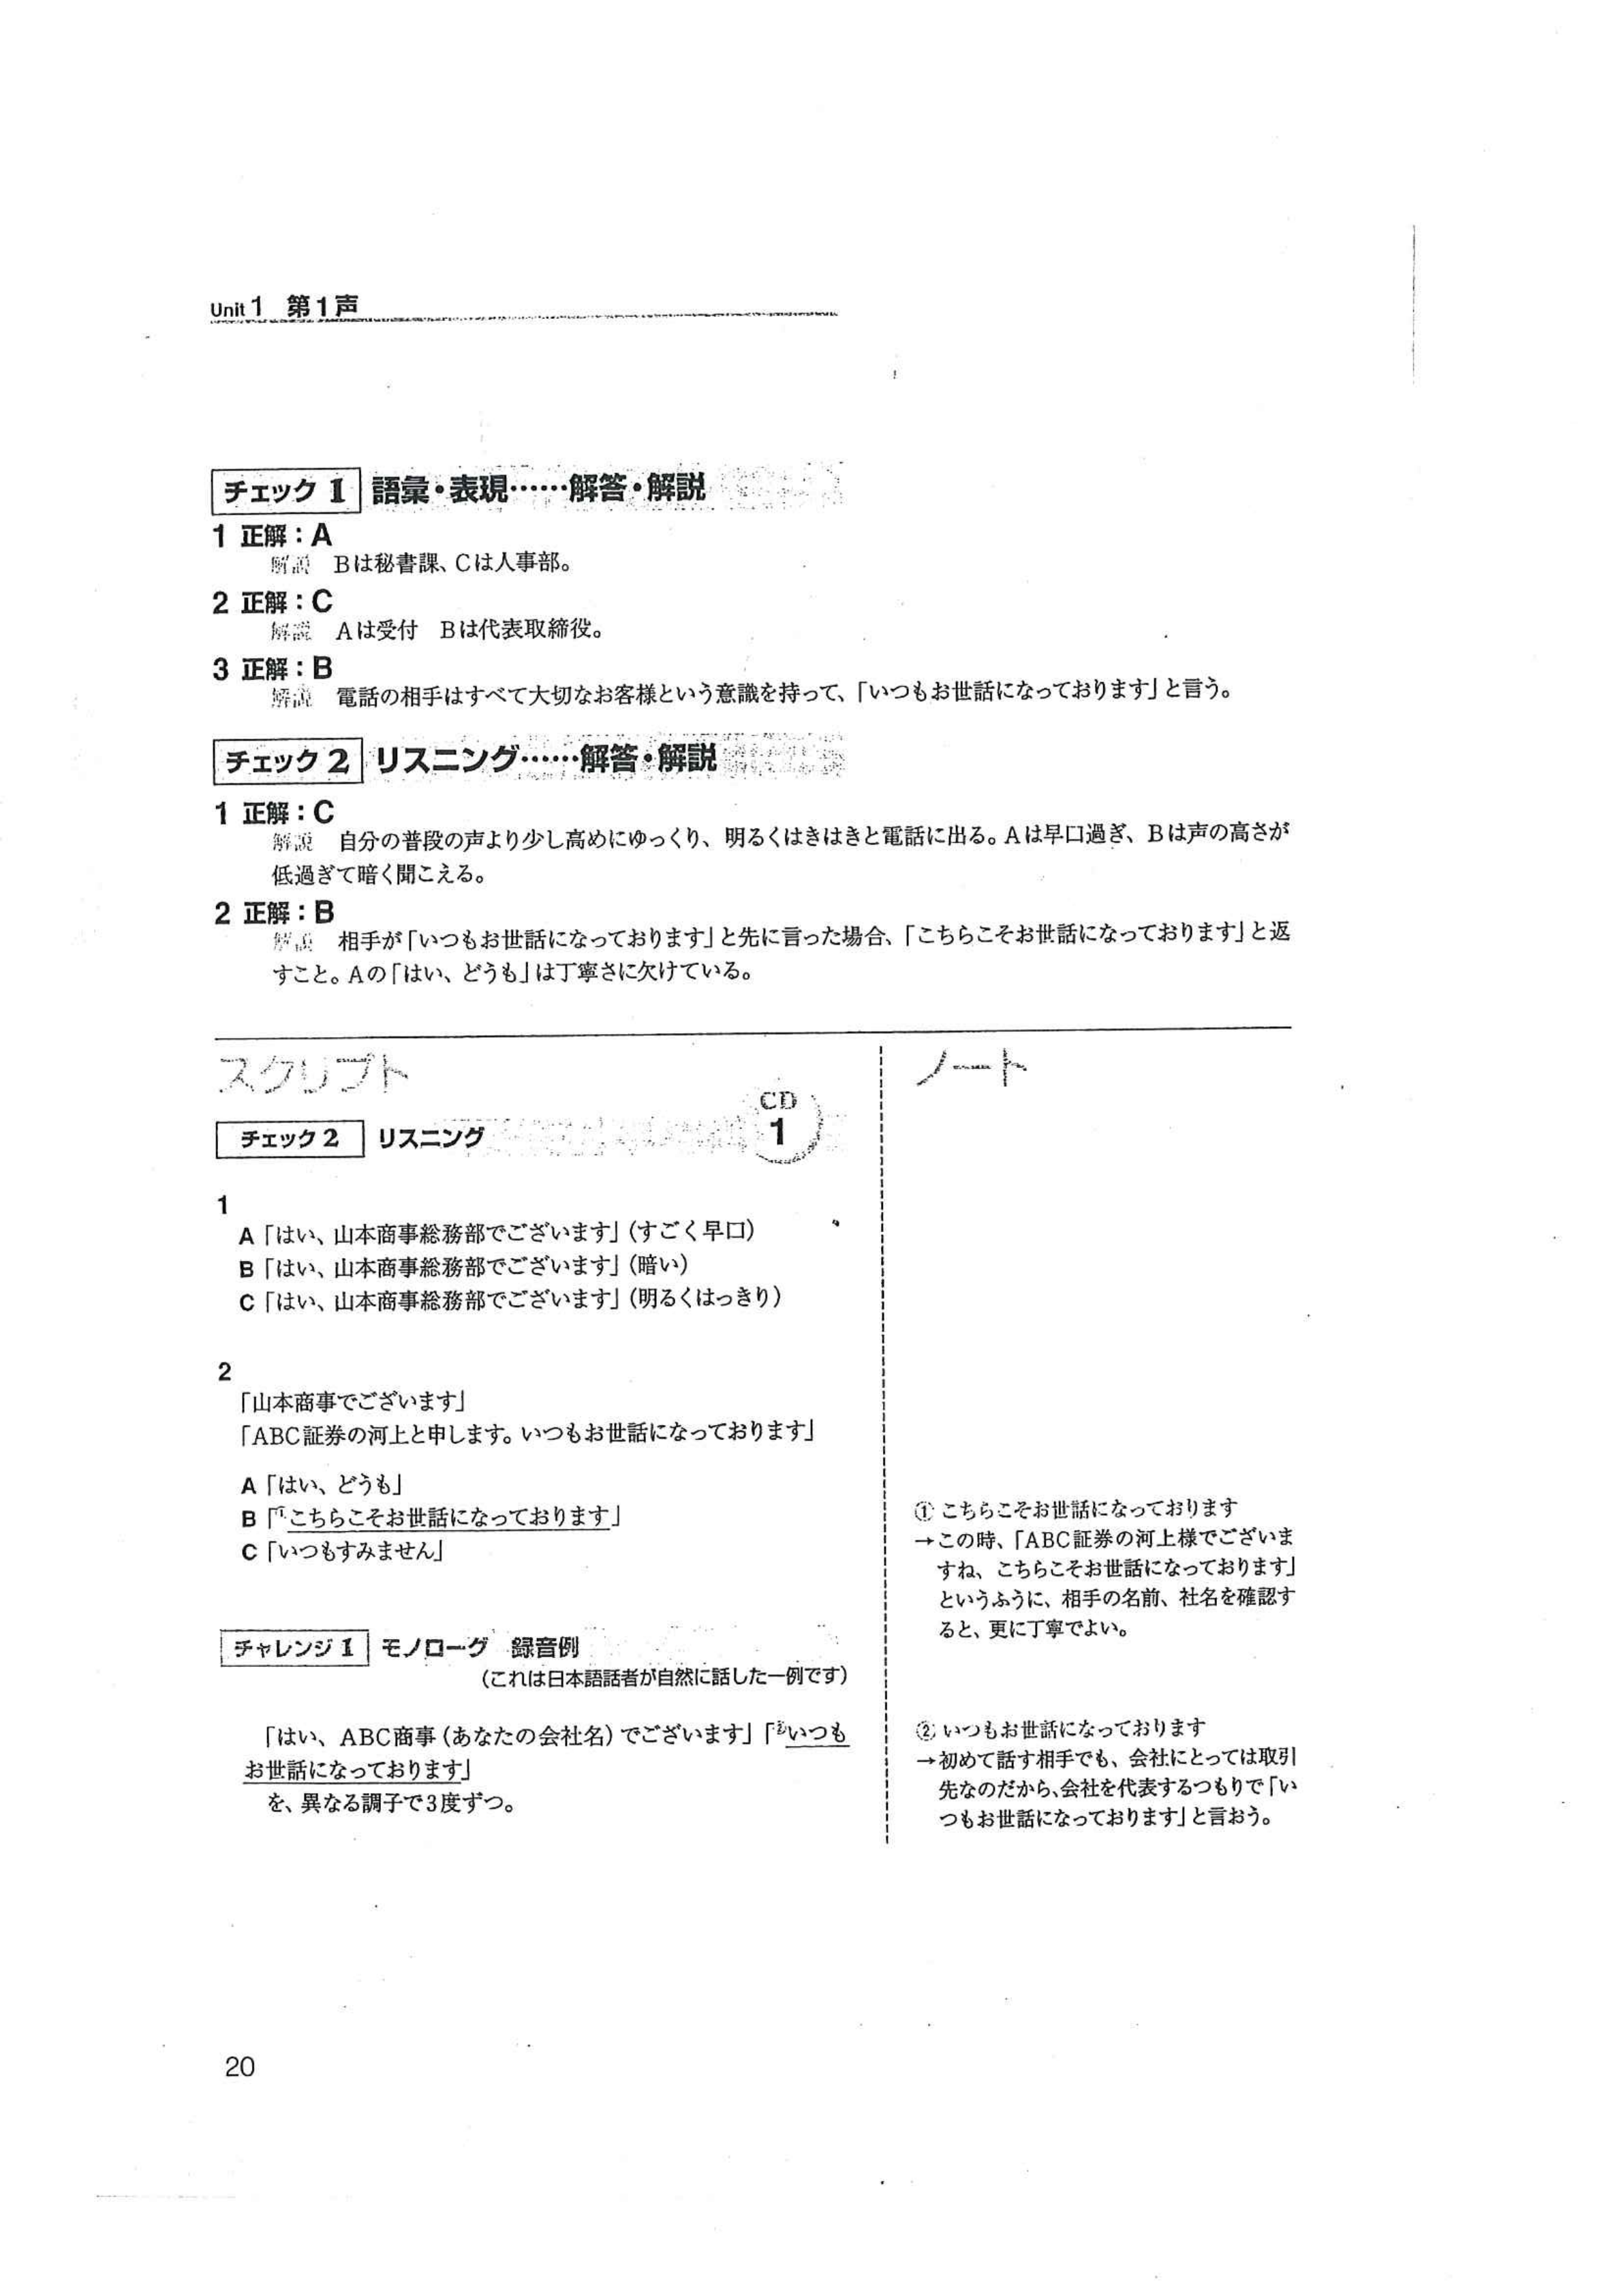 Unit 1 第1声
チェック 1 語彙・表現……解答・解説
1 正解：A
解説 Bは秘書課、Cは人事部。
2 正解：C
解説 Aは受付 Bは代表取締役。
3 正解：B
解説 電話の相手はすべて大切なお客様という意識を持って、「いつもお世話になっております」と言う。
チェック 2 リスニング……解答・解説
1 正解：C
解説 自分の普段の声より少し高めにゆっくり、明るくはきはきと電話に出る。Aは早口過ぎ、Bは声の高さが
低過ぎて暗く聞こえる。
2 正解：B
解説 相手が「いつもお世話になっております」と先に言った場合、「こちらこそお世話になっております」と返
すこと。Aの「はい、どうも」は丁寧さに欠けている。
スクリプト
CD
1
チェック 2 リスニング
1
A「はい、山本商事総務部でございます」（すごく早口）
B「はい、山本商事総務部でございます」（暗い）
C「はい、山本商事総務部でございます」（明るくはっきり）
2
「山本商事でございます」
「ABC証券の河上と申します。いつもお世話になっております」
A「はい、どうも」
B「①こちらこそお世話になっております」
C「いつもすみません」
チャレンジ 1 モノローグ 録音例
（これは日本語話者が自然に話した一例です）
「はい、ABC商事（あなたの会社名）でございます」「②いつも
お世話になっております」
を、異なる調子で3度ずつ。
ノート
① こちらこそお世話になっております
→この時、「ABC証券の河上様でございま
すね、こちらこそお世話になっております」
というふうに、相手の名前、社名を確認す
ると、更に丁寧でよい。
② いつもお世話になっております
→初めて話す相手でも、会社にとっては取引
先なのだから、会社を代表するつもりで「い
つもお世話になっております」と言おう。
20